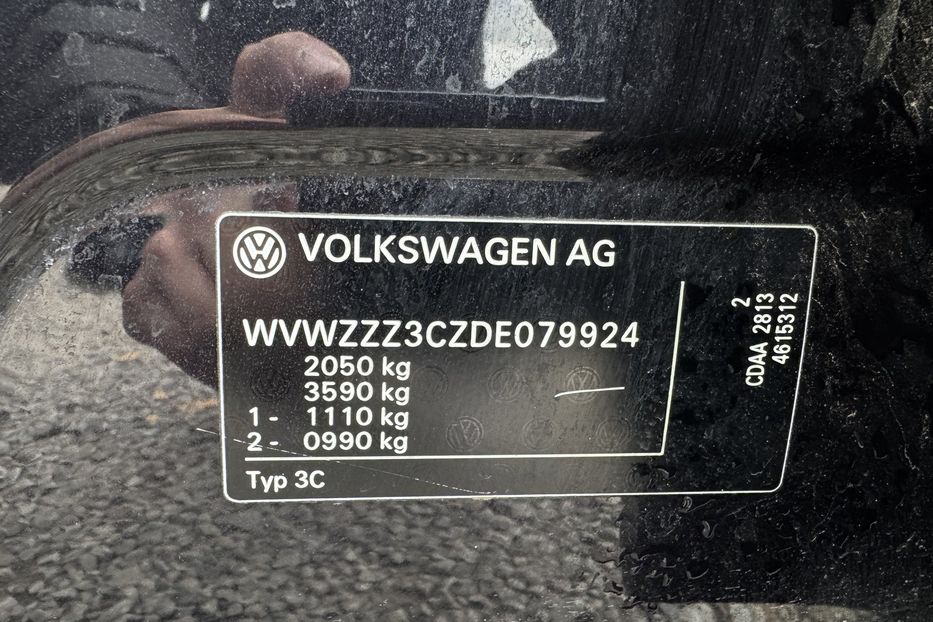 VOLKSWAGEN AG
WVWZZZ3CZDE079924
2050 kg
3590 kg
1 - 1110 kg
2 - 0990 kg
Typ 3C
2
CDAA 2813
4615312